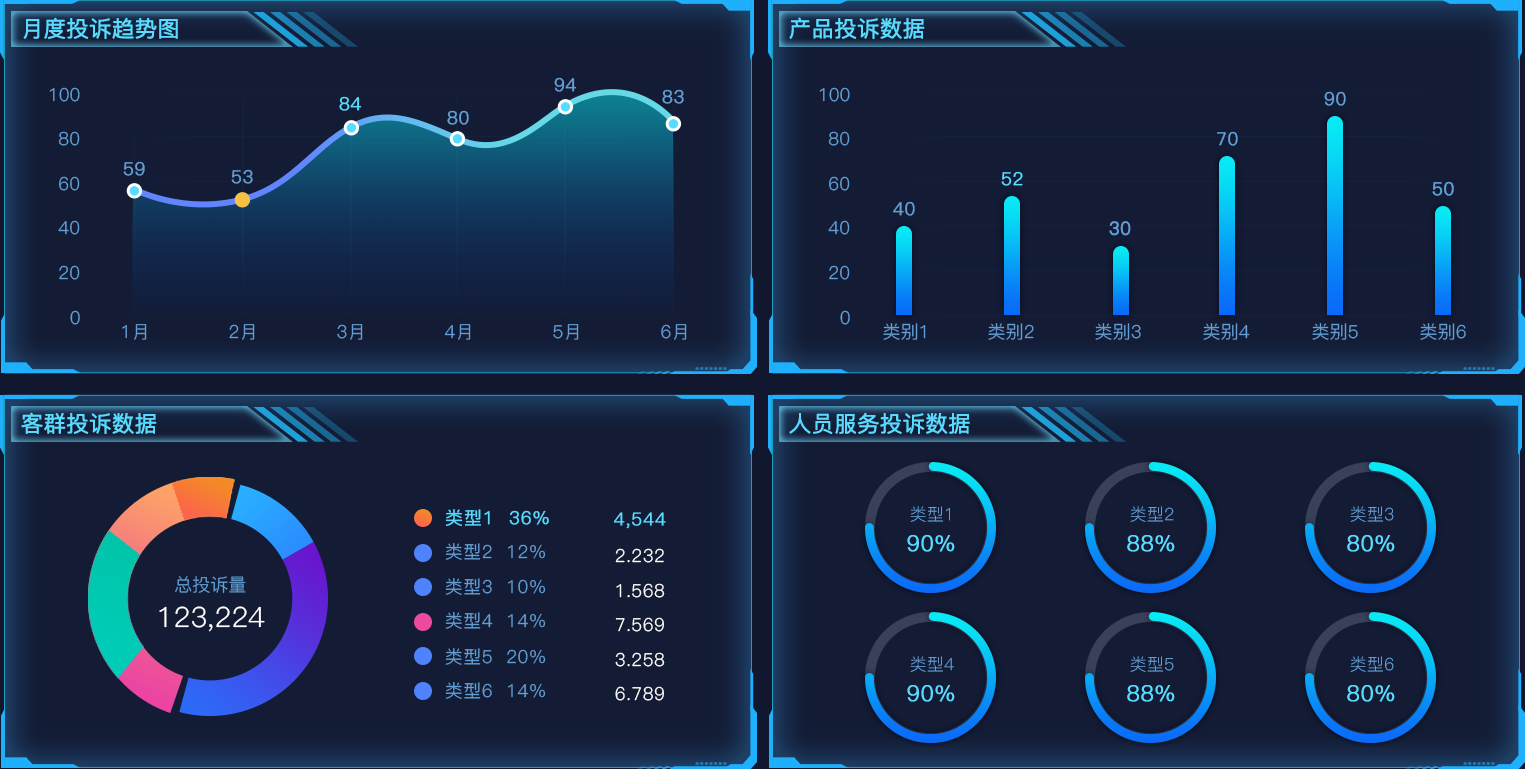 月度投诉趋势图
94
83
100
84
80
80
59
53
60
40
20
0
1月 2月 3月 4月 5月 6月
产品投诉数据
100
90
80
70
60
52
50
40
40
30
20
0
类别1 类别2 类别3 类别4 类别5 类别6
客群投诉数据
总投诉量
123,224
类型1 36% 4,544
类型2 12% 2.232
类型3 10% 1.568
类型4 14% 7.569
类型5 20% 3.258
类型6 14% 6.789
人员服务投诉数据
类型1 类型2 类型3
90% 88% 80%
类型4 类型5 类型6
90% 88% 80%